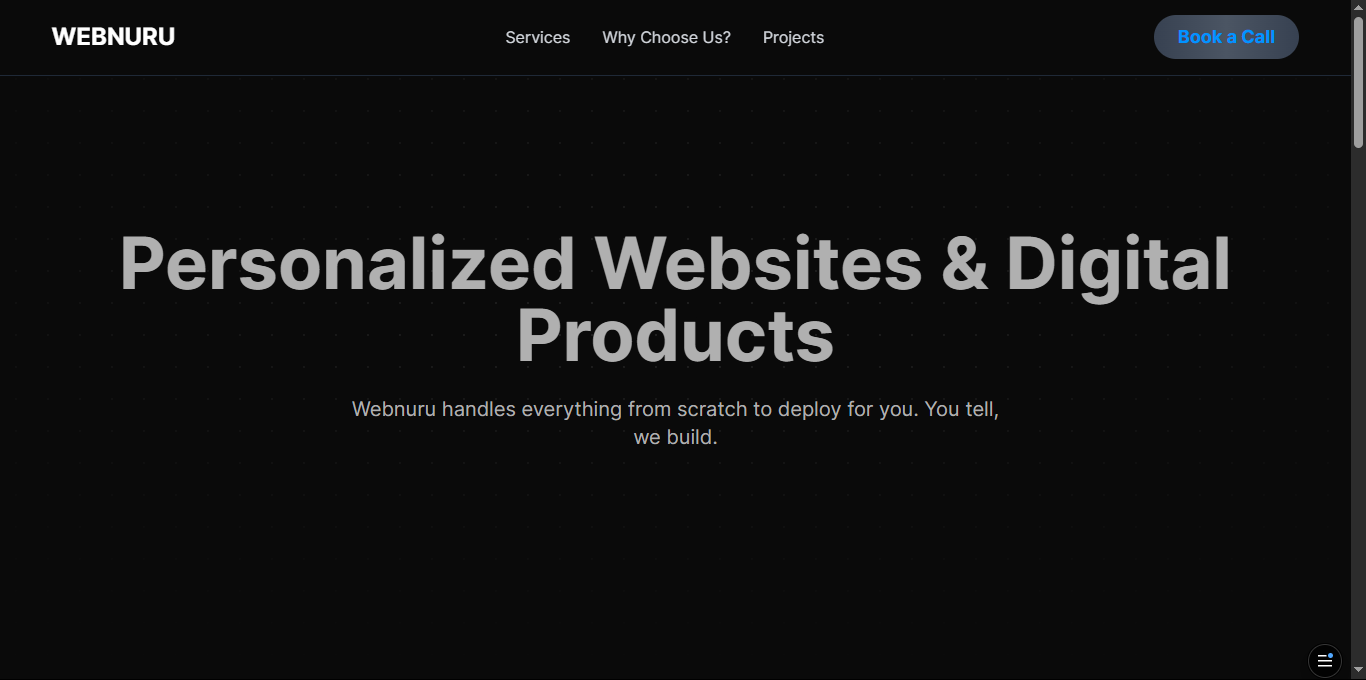 WEBNURU
Services
Why Choose Us?
Projects
Book a Call
Personalized Websites & Digital
Products
Webnuru handles everything from scratch to deploy for you. You tell,
we build.